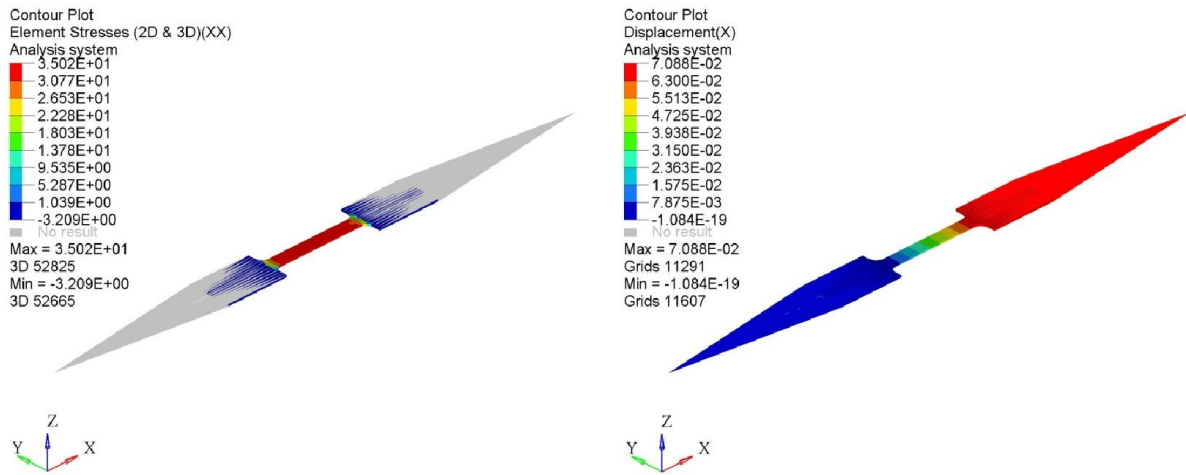 Contour Plot
Element Stresses (2D & 3D)(XX)
Analysis system
3.502E+01
3.077E+01
2.653E+01
2.228E+01
1.803E+01
9.535E+00
5.287E+00
1.039E+00
-3.209E+00
No result
Max = 3.502E+01
3D 52825
Min = -3.209E+00
3D 52665
Z
Y
X
Contour Plot
Displacement(X)
Analysis system
7.088E-02
6.300E-02
5.513E-02
4.725E-02
3.938E-02
3.150E-02
2.363E-02
1.575E-02
7.875E-03
-1.084E-19
No result
Max = 7.088E-02
Grids 11291
Min = -1.084E-19
Grids 11607
Z
Y
X